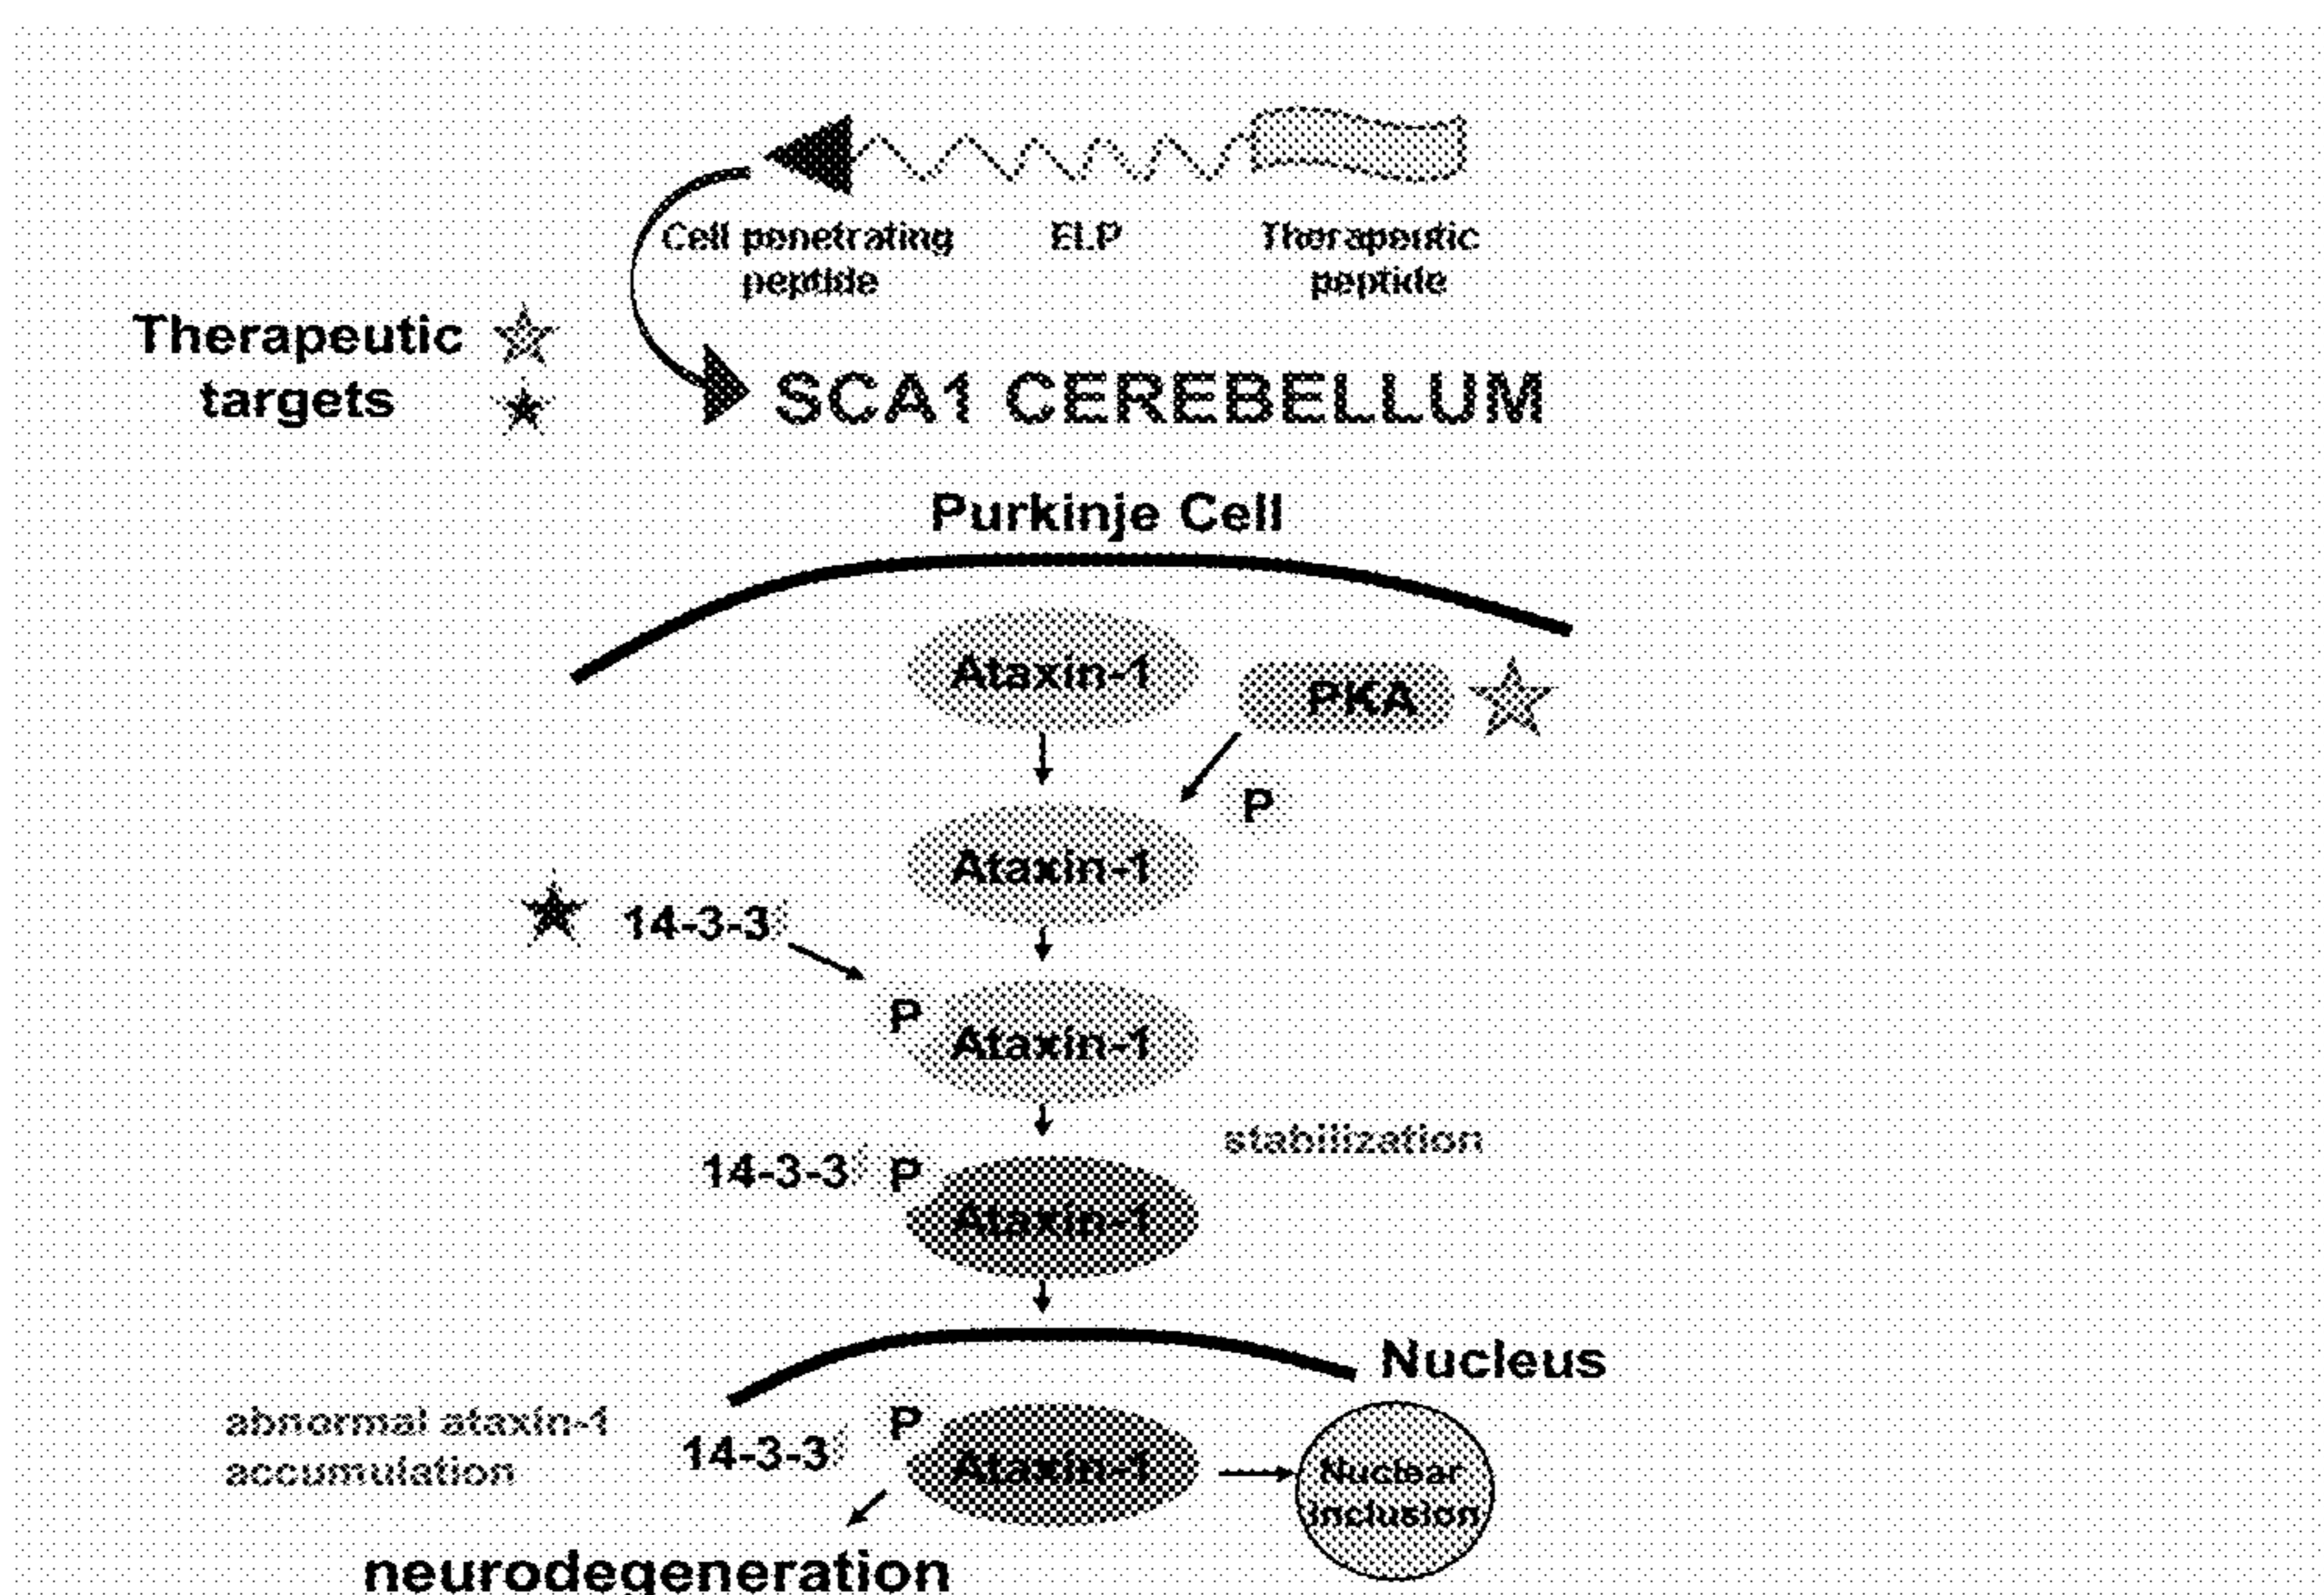 Cell penetrating
peptide
ELP
Therapeutic
peptide
Therapeutic
targets
SCA1 CEREBELLUM
Purkinje Cell
Ataxin-1
PKA
P
Ataxin-1
14-3-3
P
Ataxin-1
stabilization
14-3-3
P
Ataxin-1
Nucleus
abnormal ataxin-1
accumulation
14-3-3
P
Ataxin-1
Nuclear
inclusion
neurodegeneration